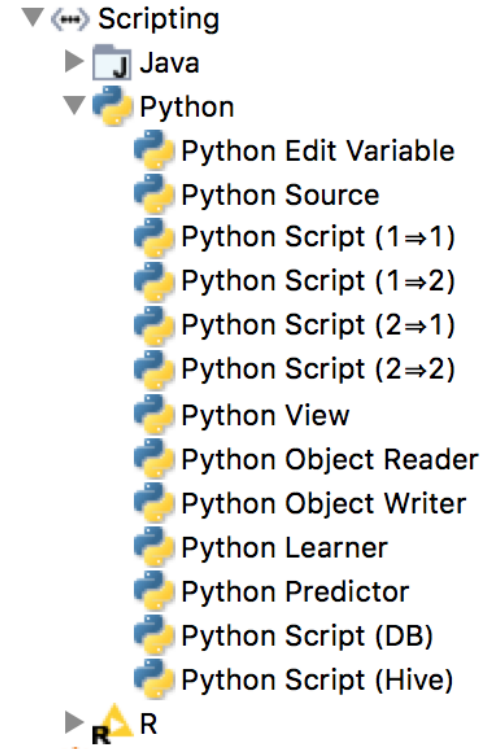 Scripting
Java
Python
Python Edit Variable
Python Source
Python Script (1⇒1)
Python Script (1⇒2)
Python Script (2⇒1)
Python Script (2⇒2)
Python View
Python Object Reader
Python Object Writer
Python Learner
Python Predictor
Python Script (DB)
Python Script (Hive)
R